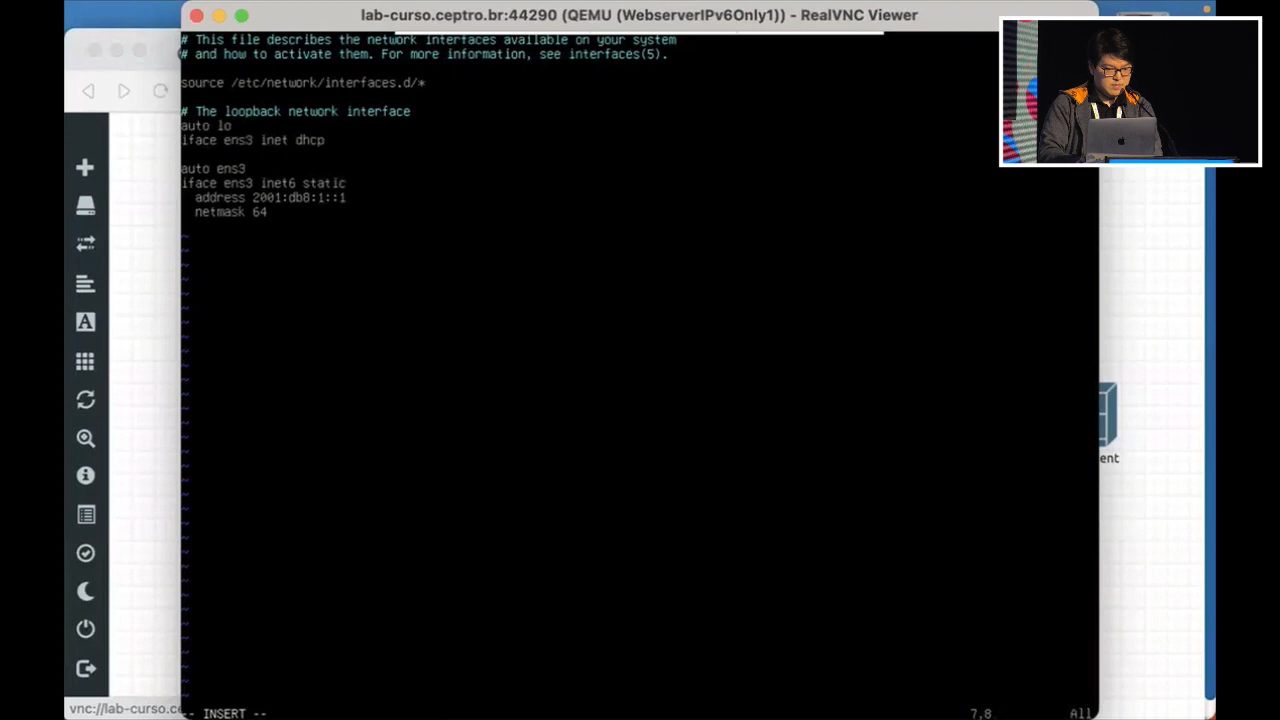 lab-curso.ceptro.br:44290 (QEMU (WebserverIPv6Only1)) - RealVNC Viewer
# This file describes the network interfaces available on your system
# and how to activate them. For more information, see interfaces(5).
source /etc/network/interfaces.d/*
# The loopback network interface
auto lo
iface ens3 inet dhcp
auto ens3
iface ens3 inet6 static
address 2001:db8:1::1
netmask 64
ent
-- INSERT --
7,8
All
vnc://lab-curso.ce